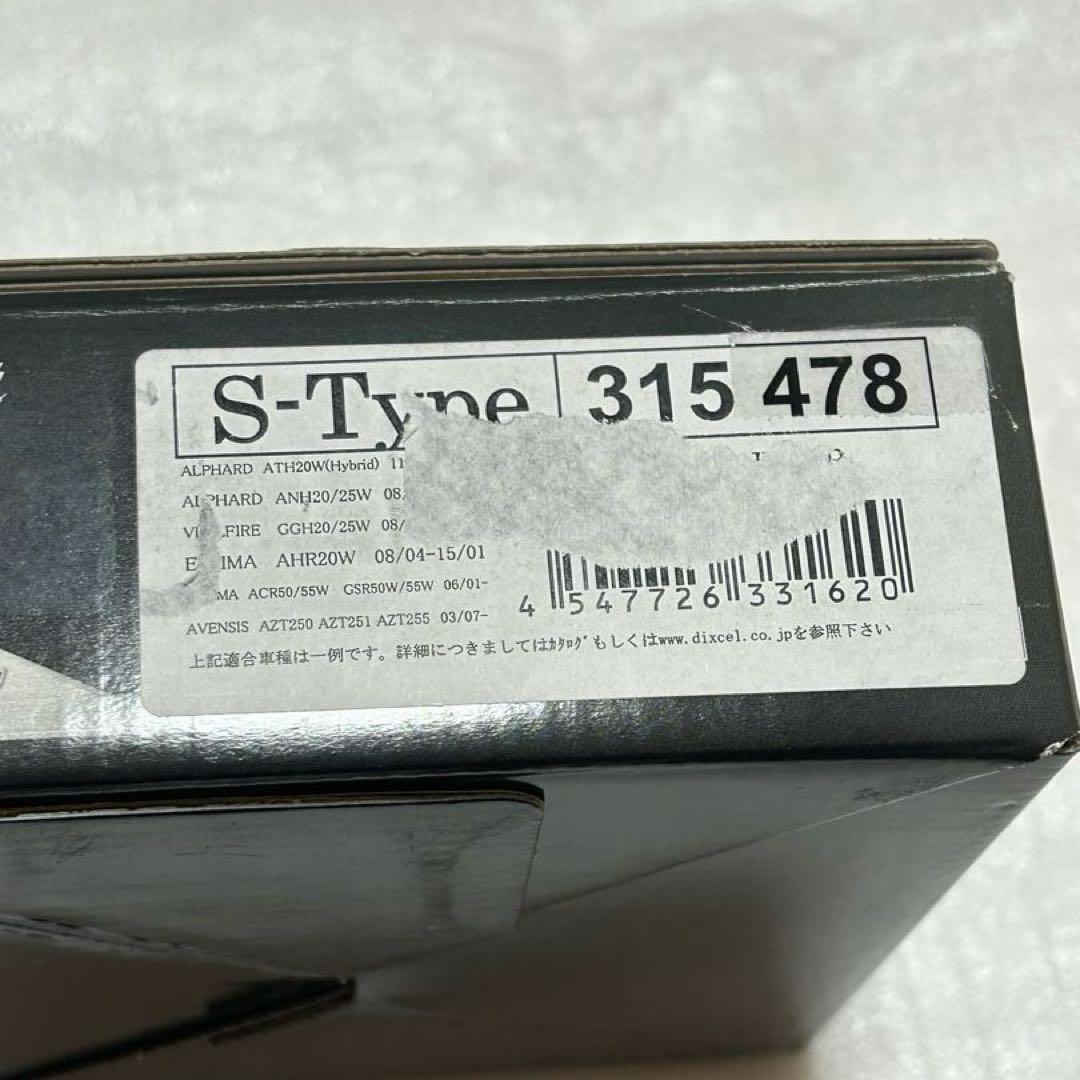 S-Type 315 478
ALPHARD ATH20W(Hybrid) 11
ALPHARD ANH20/25W 08
GGH20/25W 08/
AHR20W 08/04-15/01
ACR50/55W GSR50W/55W 06/01-
AVENSIS AZT250 AZT251 AZT255 03/07-
4 547726 331620
上記適合車種は一例です。詳細につきましてはｶﾀﾛｸﾞもしくはwww.dixcel.co.jpを参照下さい